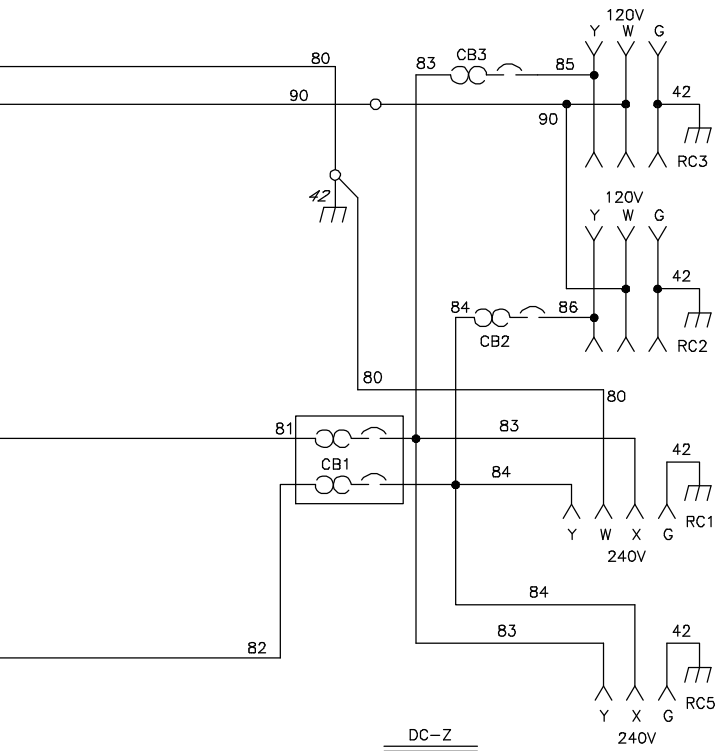 120V
Y W G
80
83
CB3
85
42
90
90
RC3
42
120V
Y W G
42
84
86
CB2
RC2
80
80
81
83
CB1
42
84
RC1
Y W X G
240V
84
83
42
82
RC5
Y X G
240V
DC-Z